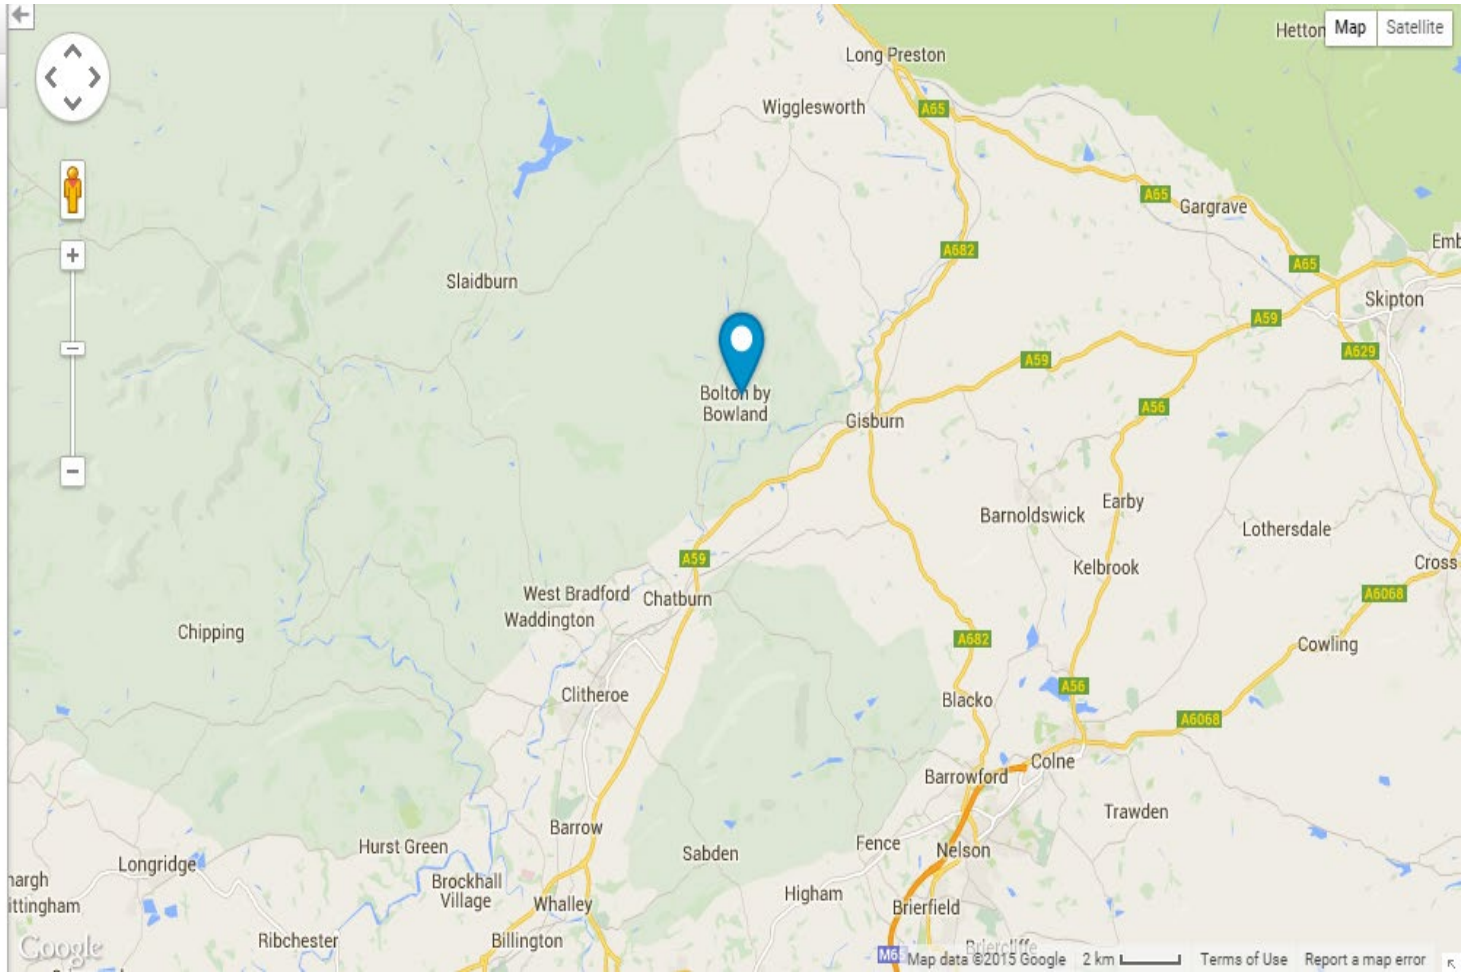 Hetton
Map Satellite
Long Preston
Wigglesworth
A65
A65
Gargrave
A682
Emb
A65
Slaidburn
Skipton
A59
A629
A59
Bolton by
Bowland
A56
Gisburn
Barnoldswick
Earby
Lothersdale
A59
Kelbrook
Cross
West Bradford
Chatburn
A6068
Waddington
Chipping
A682
Cowling
Clitheroe
A56
Blacko
A6068
Colne
Barrowford
Trawden
Barrow
Fence
Hurst Green
Sabden
Nelson
Longridge
hargh
ittingham
Brockhall
Village
Higham
Whalley
Brierfield
Ribchester
Billington
Briercliffe
Google
M65
Map data ©2015 Google 2 km Terms of Use Report a map error